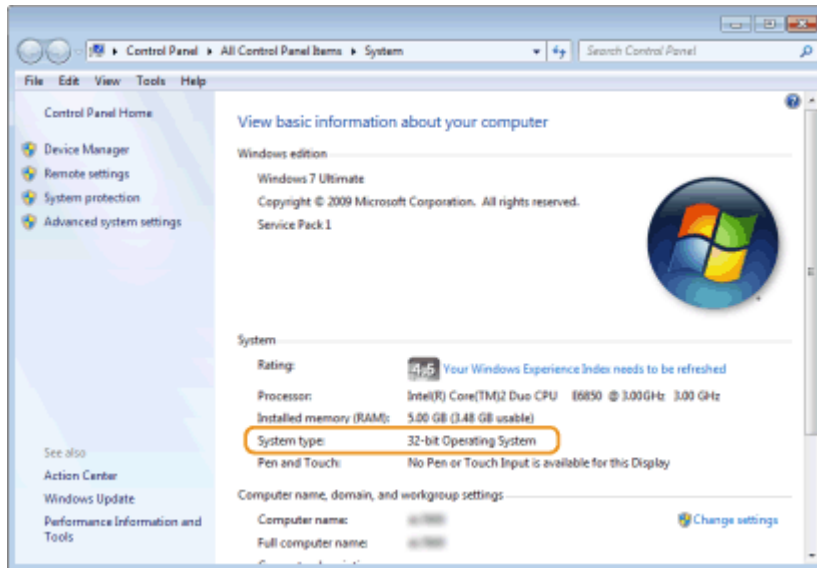 Control Panel ▸ All Control Panel Items ▸ System
Search Control Panel
File Edit View Tools Help
Control Panel Home
Device Manager
Remote settings
System protection
Advanced system settings
See also
Action Center
Windows Update
Performance Information and
Tools
View basic information about your computer
Windows edition
Windows 7 Ultimate
Copyright © 2009 Microsoft Corporation. All rights reserved.
Service Pack 1
System
Rating: 4,5 Your Windows Experience Index needs to be refreshed
Processor: Intel(R) Core(TM)2 Duo CPU E6850 @ 3.00GHz 3.00 GHz
Installed memory (RAM): 5.00 GB (3.48 GB usable)
System type: 32-bit Operating System
Pen and Touch: No Pen or Touch Input is available for this Display
Computer name, domain, and workgroup settings
Computer name:
Change settings
Full computer name: